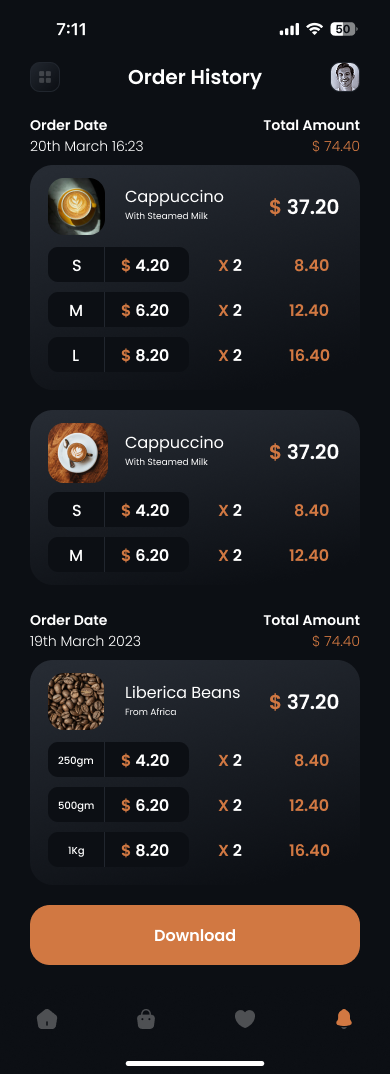 7:11
50
Order History
Order Date Total Amount
20th March 16:23 $ 74.40
Cappuccino
With Steamed Milk
$ 37.20
S $ 4.20 X 2 8.40
M $ 6.20 X 2 12.40
L $ 8.20 X 2 16.40
Cappuccino
With Steamed Milk
$ 37.20
S $ 4.20 X 2 8.40
M $ 6.20 X 2 12.40
Order Date Total Amount
19th March 2023 $ 74.40
Liberica Beans
From Africa
$ 37.20
250gm $ 4.20 X 2 8.40
500gm $ 6.20 X 2 12.40
1Kg $ 8.20 X 2 16.40
Download